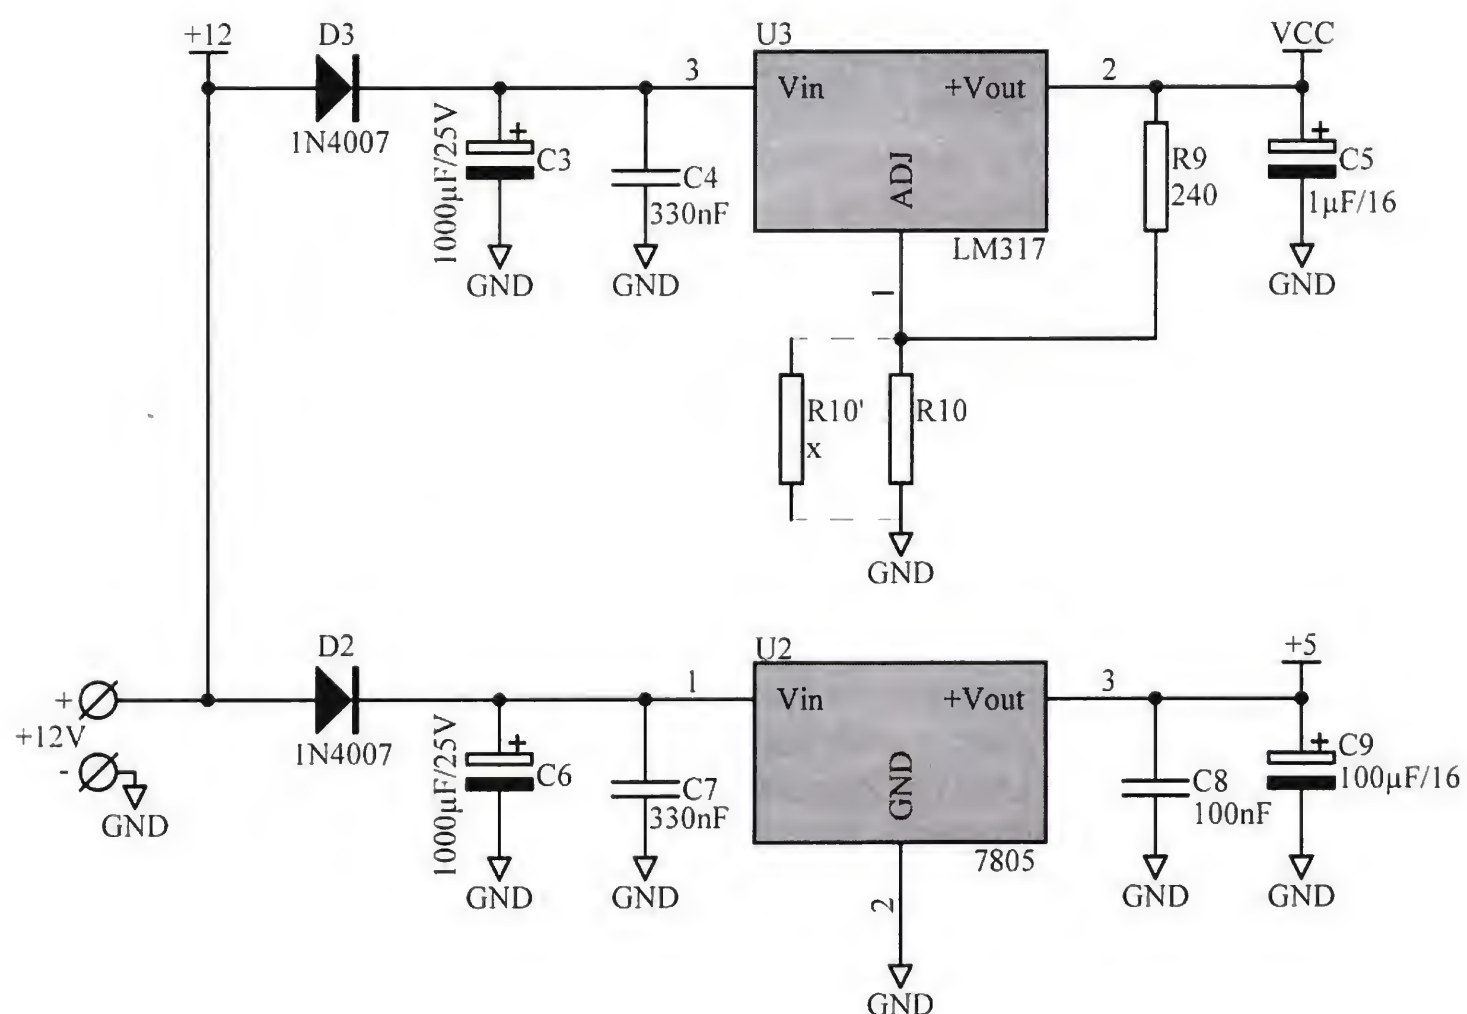 +12
D3
1N4007
1000µF/25V
+
C3
GND
C4
330nF
GND
3
U3
Vin
+Vout
ADJ
LM317
1
2
R9
240
VCC
+
C5
1µF/16
GND
R10'
x
R10
GND
+
+12V
-
GND
D2
1N4007
1000µF/25V
+
C6
GND
C7
330nF
GND
1
U2
Vin
+Vout
GND
7805
2
GND
3
C8
100nF
GND
+5
+
C9
100µF/16
GND